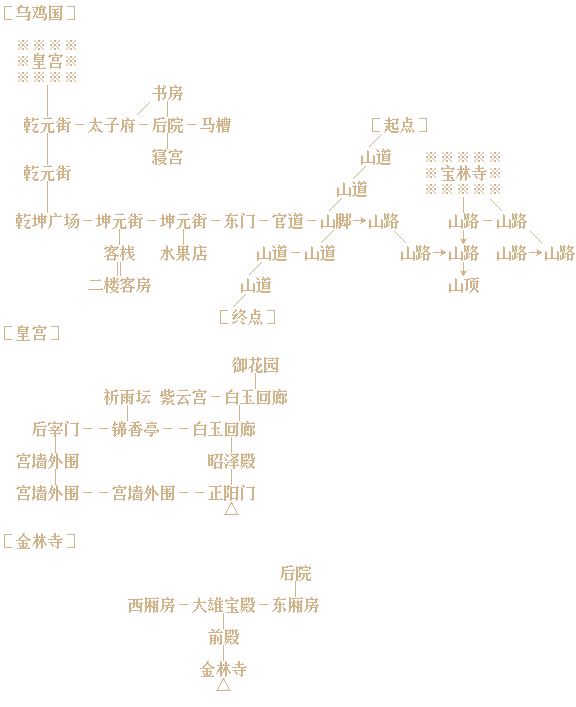 [乌鸡国]
※※※※
※皇宫※
※※※※
书房
乾元街-太子府-后院-马槽 [起点]
寝宫 山道 ※※※※※
乾元街 山道 ※宝林寺※
※※※※※
乾坤广场-坤元街-坤元街-东门-官道-山脚→山路 山路-山路
客栈 水果店 山道-山道 山路→山路 山路→山路
二楼客房 山道 山顶
[终点]
[皇宫]
御花园
祈雨坛 紫云宫-白玉回廊
后宰门--锦香亭--白玉回廊
宫墙外围 昭泽殿
宫墙外围--宫墙外围--正阳门
△
[金林寺]
后院
西厢房-大雄宝殿-东厢房
前殿
金林寺
△